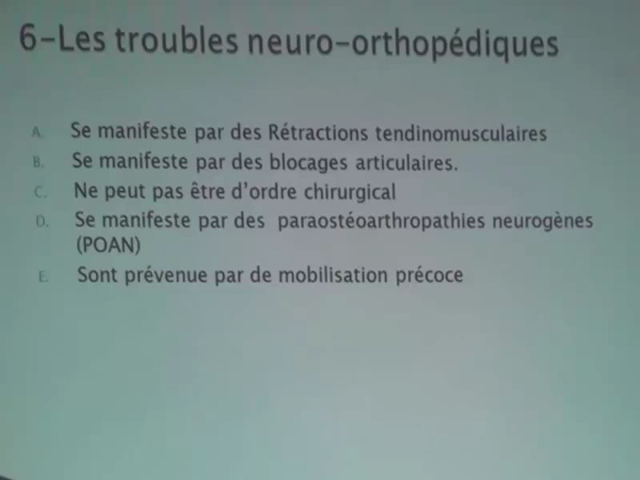 6-Les troubles neuro-orthopédiques
A. Se manifeste par des Rétractions tendinomusculaires
B. Se manifeste par des blocages articulaires.
C. Ne peut pas être d'ordre chirurgical
D. Se manifeste par des paraostéoarthropathies neurogènes
(POAN)
E. Sont prévenue par de mobilisation précoce